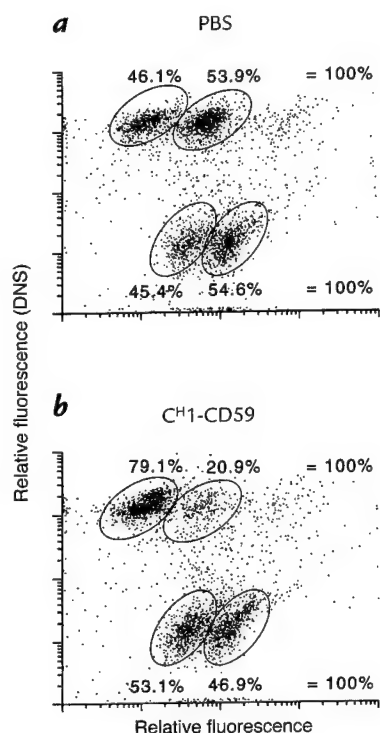 a PBS
46.1% 53.9% = 100%
45.4% 54.6% = 100%
Relative fluorescence (DNS)
b CH1-CD59
79.1% 20.9% = 100%
53.1% 46.9% = 100%
Relative fluorescence